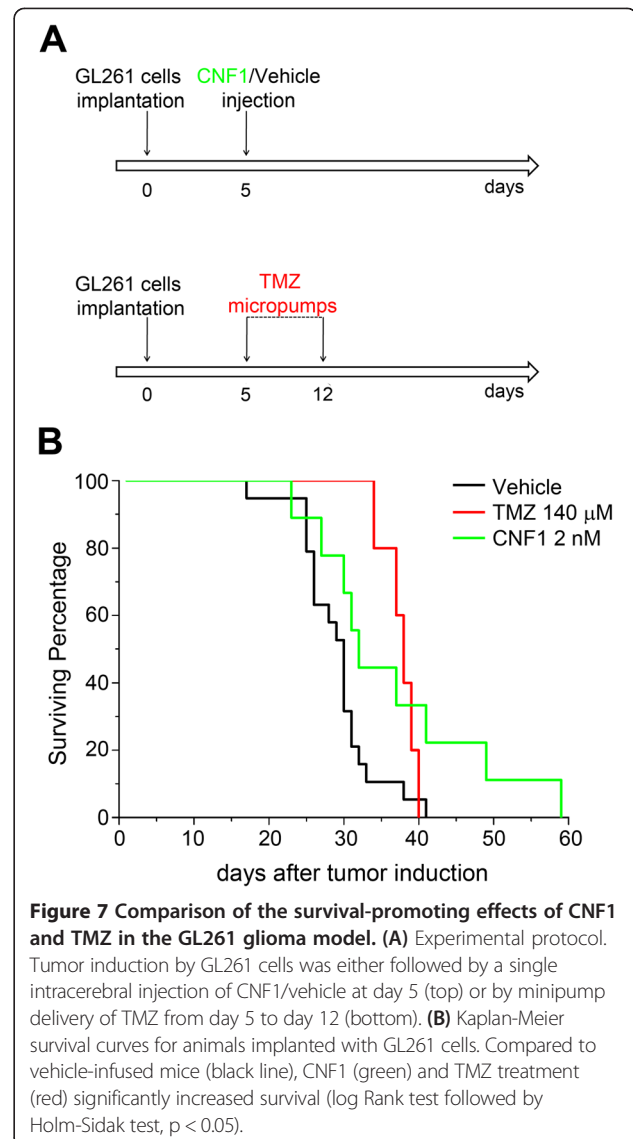 A
GL261 cells
implantation
CNF1/Vehicle
injection
0
5
days
GL261 cells
implantation
TMZ
micropumps
0
5
12
days
B
100
80
60
40
20
0
Surviving Percentage
Vehicle
TMZ 140 μM
CNF1 2 nM
0 10 20 30 40 50 60
days after tumor induction
Figure 7 Comparison of the survival-promoting effects of CNF1
and TMZ in the GL261 glioma model. (A) Experimental protocol.
Tumor induction by GL261 cells was either followed by a single
intracerebral injection of CNF1/vehicle at day 5 (top) or by minipump
delivery of TMZ from day 5 to day 12 (bottom). (B) Kaplan-Meier
survival curves for animals implanted with GL261 cells. Compared to
vehicle-infused mice (black line), CNF1 (green) and TMZ treatment
(red) significantly increased survival (log Rank test followed by
Holm-Sidak test, p < 0.05).